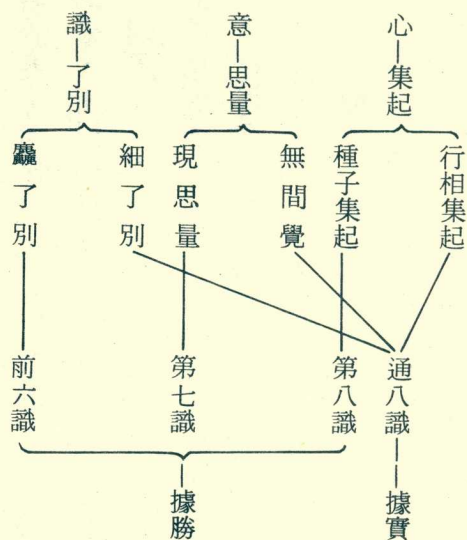 心―集起
行相集起
種子集起
意―思量
無間覺
現思量
識―了別
細了別
麤了別
通八識――據實
第八識
第七識
前六識
據勝